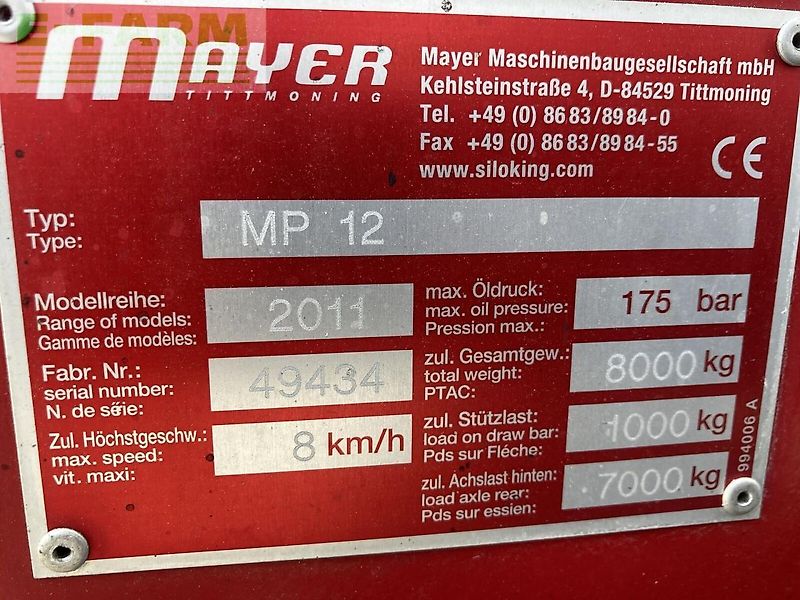 E-FARM
MAYER
TITTMONING
Mayer Maschinenbaugesellschaft mbH
Kehlsteinstraße 4, D-84529 Tittmoning
Tel. +49 (0) 86 83/89 84-0
Fax +49 (0) 86 83/89 84-55
www.siloking.com
CE
Typ:
Type:
MP 12
Modellreihe:
Range of models:
Gamme de modèles:
2011
max. Öldruck:
max. oil pressure:
Pression max.:
175 bar
Fabr. Nr.:
serial number:
N. de série:
49434
zul. Gesamtgew.:
total weight:
PTAC:
8000 kg
Zul. Höchstgeschw.:
max. speed:
vit. maxi:
8 km/h
zul. Stützlast:
load on draw bar:
Pds sur Fléche:
1000 kg
zul. Achslast hinten:
load axle rear:
Pds sur essien:
7000 kg
994006 A